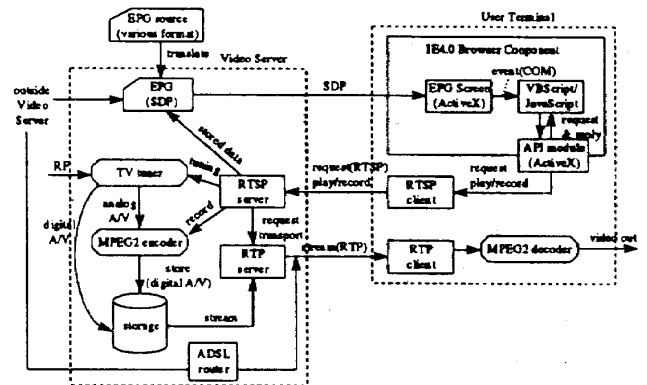 EPG source
(various format)
translate
User Terminal
Video Server
IE4.0 Browser Component
event(COM)
EPG
(SDP)
SDP
EPG Screen
(ActiveX)
VBScript/
JavaScript
outside
Video
Server
stored data
request
& reply
API module
(ActiveX)
RF
TV tuner
tuning
RTSP
server
request(RTSP)
play/record
RTSP
client
request
play/record
digital
A/V
analog
A/V
record
request
transport
MPEG2 encoder
RTP
server
stream(RTP)
RTP
client
MPEG2 decoder
video out
store
(digital A/V)
storage
stream
ADSL
router